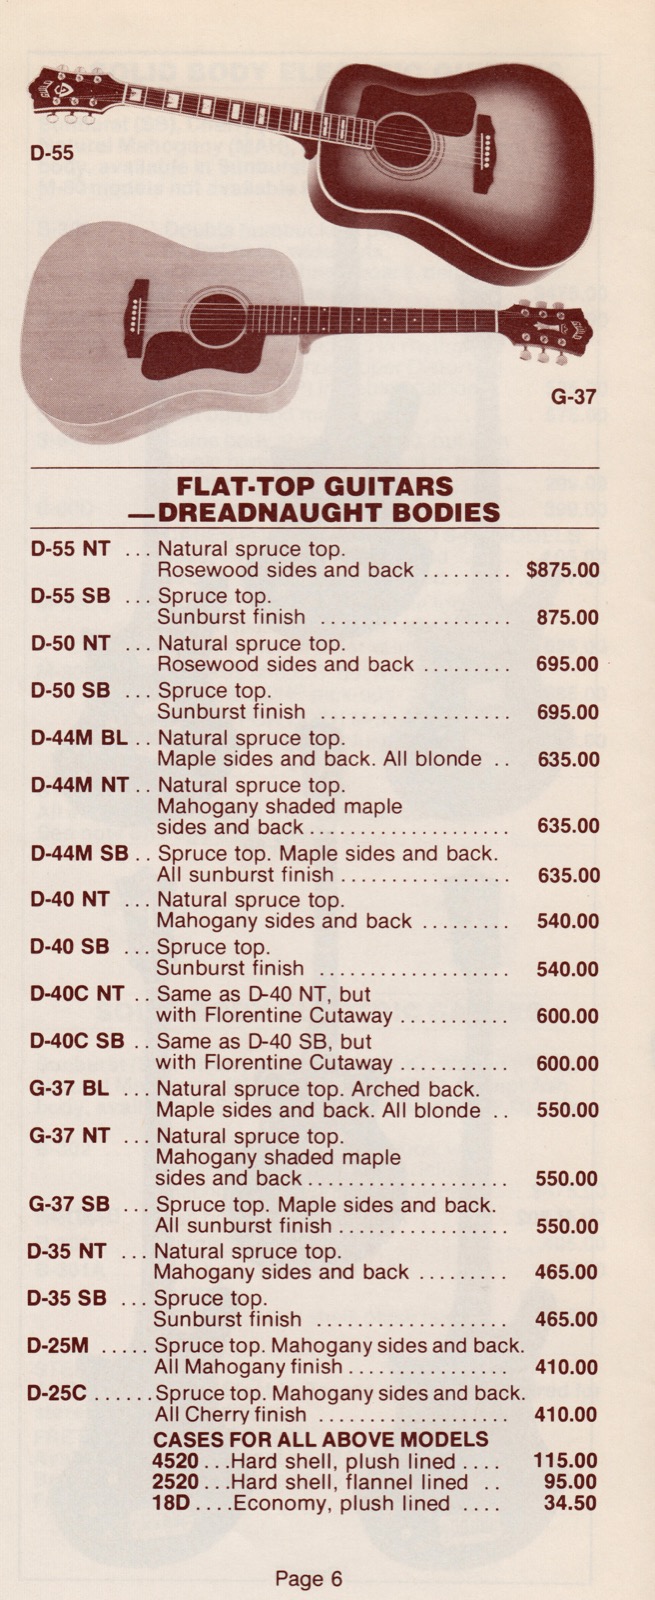 D-55
G-37
FLAT-TOP GUITARS
—DREADNAUGHT BODIES
D-55 NT ... Natural spruce top.
Rosewood sides and back ......... $875.00
D-55 SB ... Spruce top.
Sunburst finish ................... 875.00
D-50 NT ... Natural spruce top.
Rosewood sides and back ......... 695.00
D-50 SB ... Spruce top.
Sunburst finish ................... 695.00
D-44M BL .. Natural spruce top.
Maple sides and back. All blonde .. 635.00
D-44M NT .. Natural spruce top.
Mahogany shaded maple
sides and back .................... 635.00
D-44M SB .. Spruce top. Maple sides and back.
All sunburst finish ................. 635.00
D-40 NT ... Natural spruce top.
Mahogany sides and back ......... 540.00
D-40 SB ... Spruce top.
Sunburst finish ................... 540.00
D-40C NT .. Same as D-40 NT, but
with Florentine Cutaway ........... 600.00
D-40C SB .. Same as D-40 SB, but
with Florentine Cutaway ........... 600.00
G-37 BL ... Natural spruce top. Arched back.
Maple sides and back. All blonde .. 550.00
G-37 NT ... Natural spruce top.
Mahogany shaded maple
sides and back .................... 550.00
G-37 SB ... Spruce top. Maple sides and back.
All sunburst finish ................. 550.00
D-35 NT ... Natural spruce top.
Mahogany sides and back ......... 465.00
D-35 SB ... Spruce top.
Sunburst finish ................... 465.00
D-25M ..... Spruce top. Mahogany sides and back.
All Mahogany finish ................ 410.00
D-25C ...... Spruce top. Mahogany sides and back.
All Cherry finish ................... 410.00
CASES FOR ALL ABOVE MODELS
4520 ... Hard shell, plush lined .... 115.00
2520 ... Hard shell, flannel lined .. 95.00
18D .... Economy, plush lined .... 34.50
Page 6